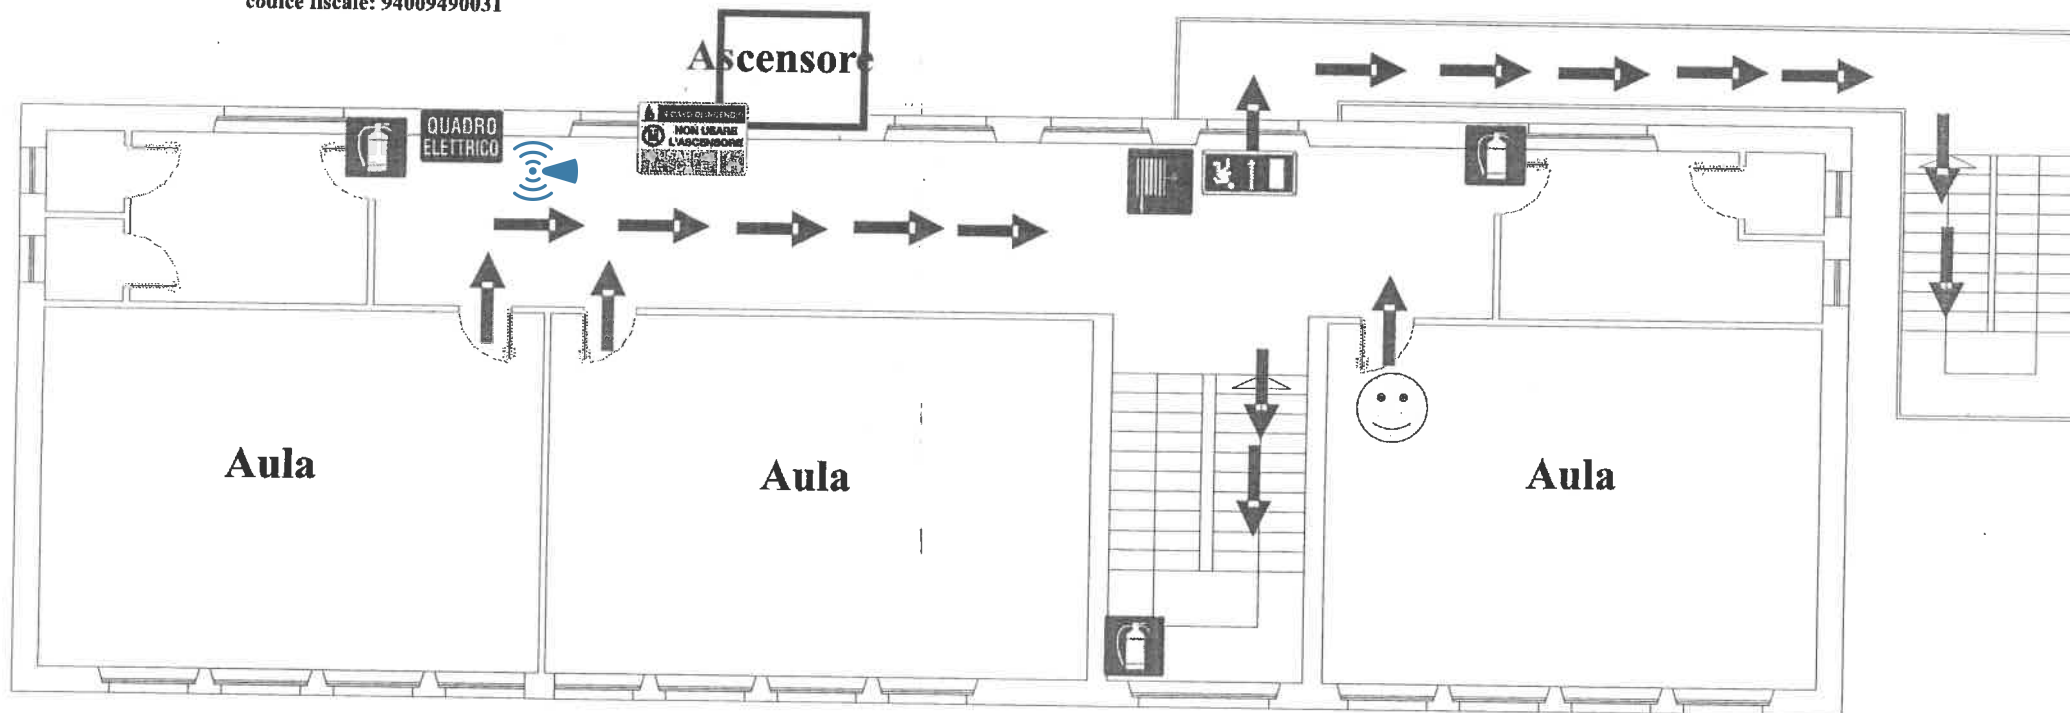 codice fiscale: 94009490031
Ascensore
QUADRO
ELETTRICO
NON USARE
L'ASCENSORE
Aula
Aula
Aula